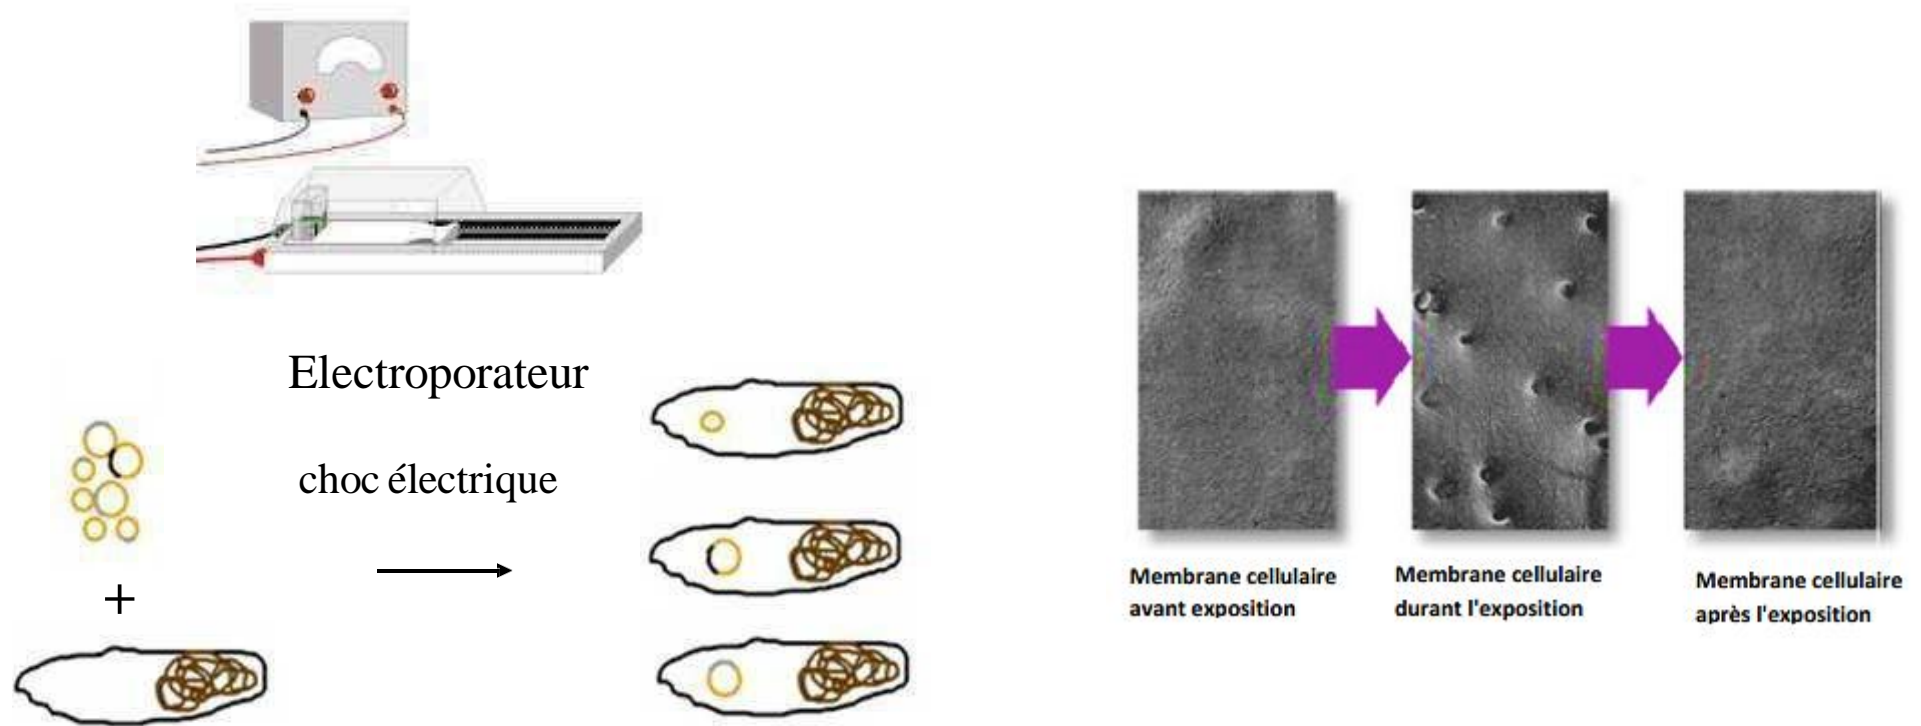 Electroporateur
choc électrique
+
Membrane cellulaire
avant exposition
Membrane cellulaire
durant l'exposition
Membrane cellulaire
après l'exposition